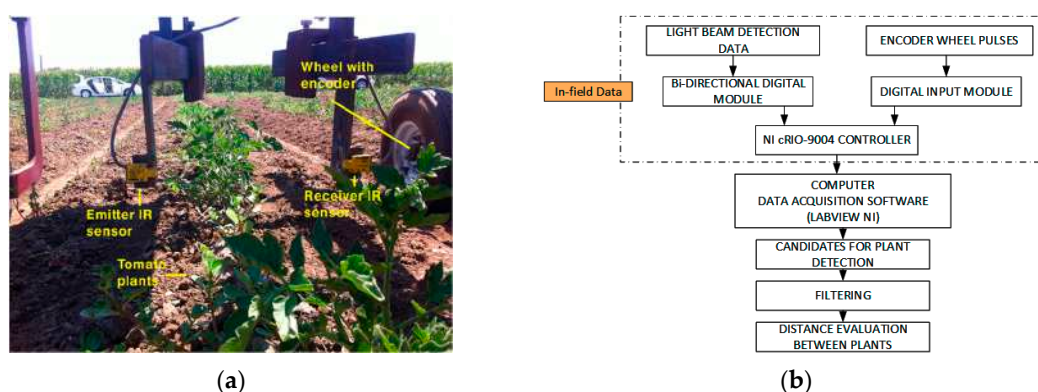 Wheel with
encoder
Emitter IR
sensor
Receiver IR
sensor
Tomato
plants
(a)
In-field Data
LIGHT BEAM DETECTION
DATA
ENCODER WHEEL PULSES
Bi-DIRECTIONAL DIGITAL
MODULE
DIGITAL INPUT MODULE
NI cRIO-9004 CONTROLLER
COMPUTER
DATA ACQUISITION SOFTWARE
(LABVIEW NI)
CANDIDATES FOR PLANT
DETECTION
FILTERING
DISTANCE EVALUATION
BETWEEN PLANTS
(b)